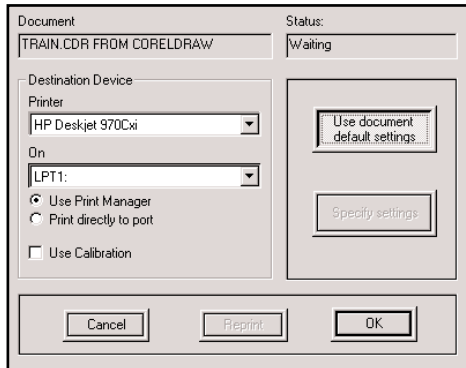 Document
Status:
TRAIN.CDR FROM CORELDRAW
Waiting
Destination Device
Printer
HP Deskjet 970Cxi
On
LPT1:
Use Print Manager
Print directly to port
Use Calibration
Use document
default settings
Specify settings
Cancel
Reprint
OK